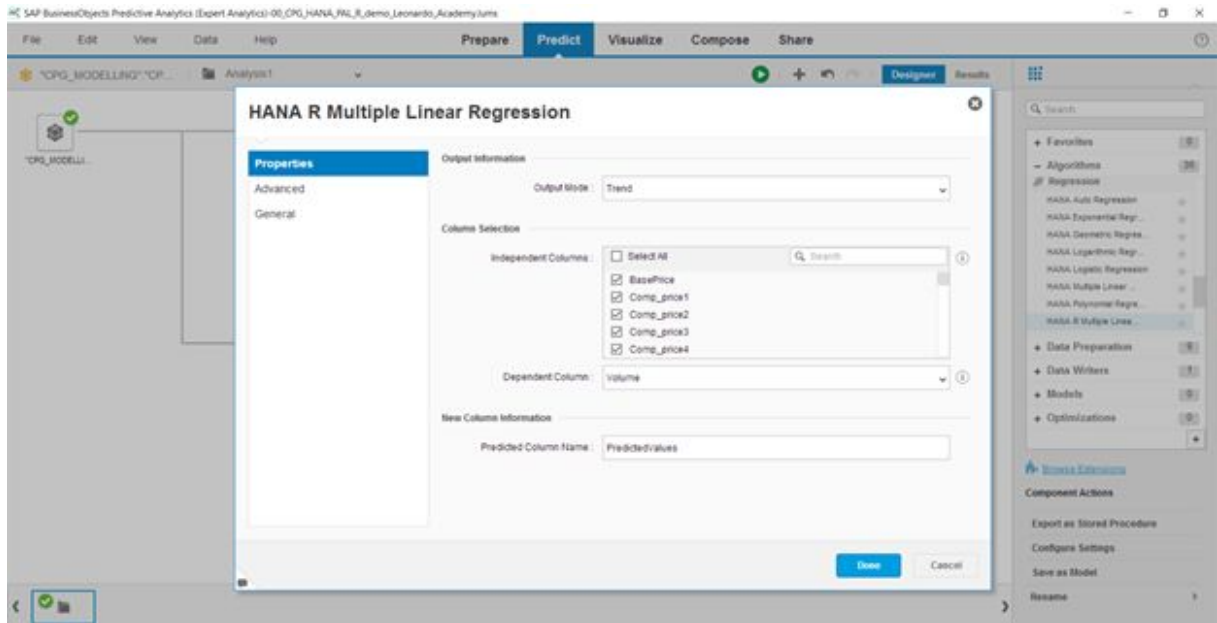 SAP BusinessObjects Predictive Analytics (Expert Analytics)-00_CPG_HANA_PAL_R_demo_Leonardo_Academy.lums
File Edit View Data Help Prepare Predict Visualize Compose Share
"CPG_MODELLING"."CP... Analysis1 Designer Results
"CPG_MODELLI...
HANA R Multiple Linear Regression
Properties
Advanced
General
Output Information
Output Mode : Trend
Column Selection
Independent Columns : Select All Search
BasePrice
Comp_price1
Comp_price2
Comp_price3
Comp_price4
Dependent Column : Volume
New Column Information
Predicted Column Name : PredictedValues
Done Cancel
Search
+ Favorites 0
- Algorithms
Regression
HANA Auto Regression
HANA Exponential Regr...
HANA Geometric Regres...
HANA Logarithmic Regr...
HANA Logistic Regression
HANA Multiple Linear ...
HANA Polynomial Regre...
HANA R Multiple Linea...
+ Data Preparation
+ Data Writers 1
+ Models 0
+ Optimizations 0
+
Browse Extensions
Component Actions
Export as Stored Procedure
Configure Settings
Save as Model
Rename